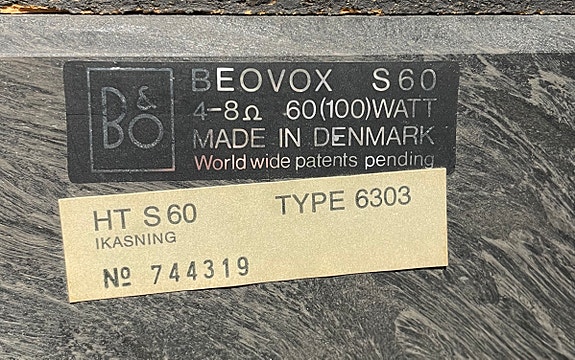 B&
BO
BEOVOX S60
4-8Ω 60(100)WATT
MADE IN DENMARK
World wide patents pending
HT S60 TYPE 6303
IKASNING
Nº 744319